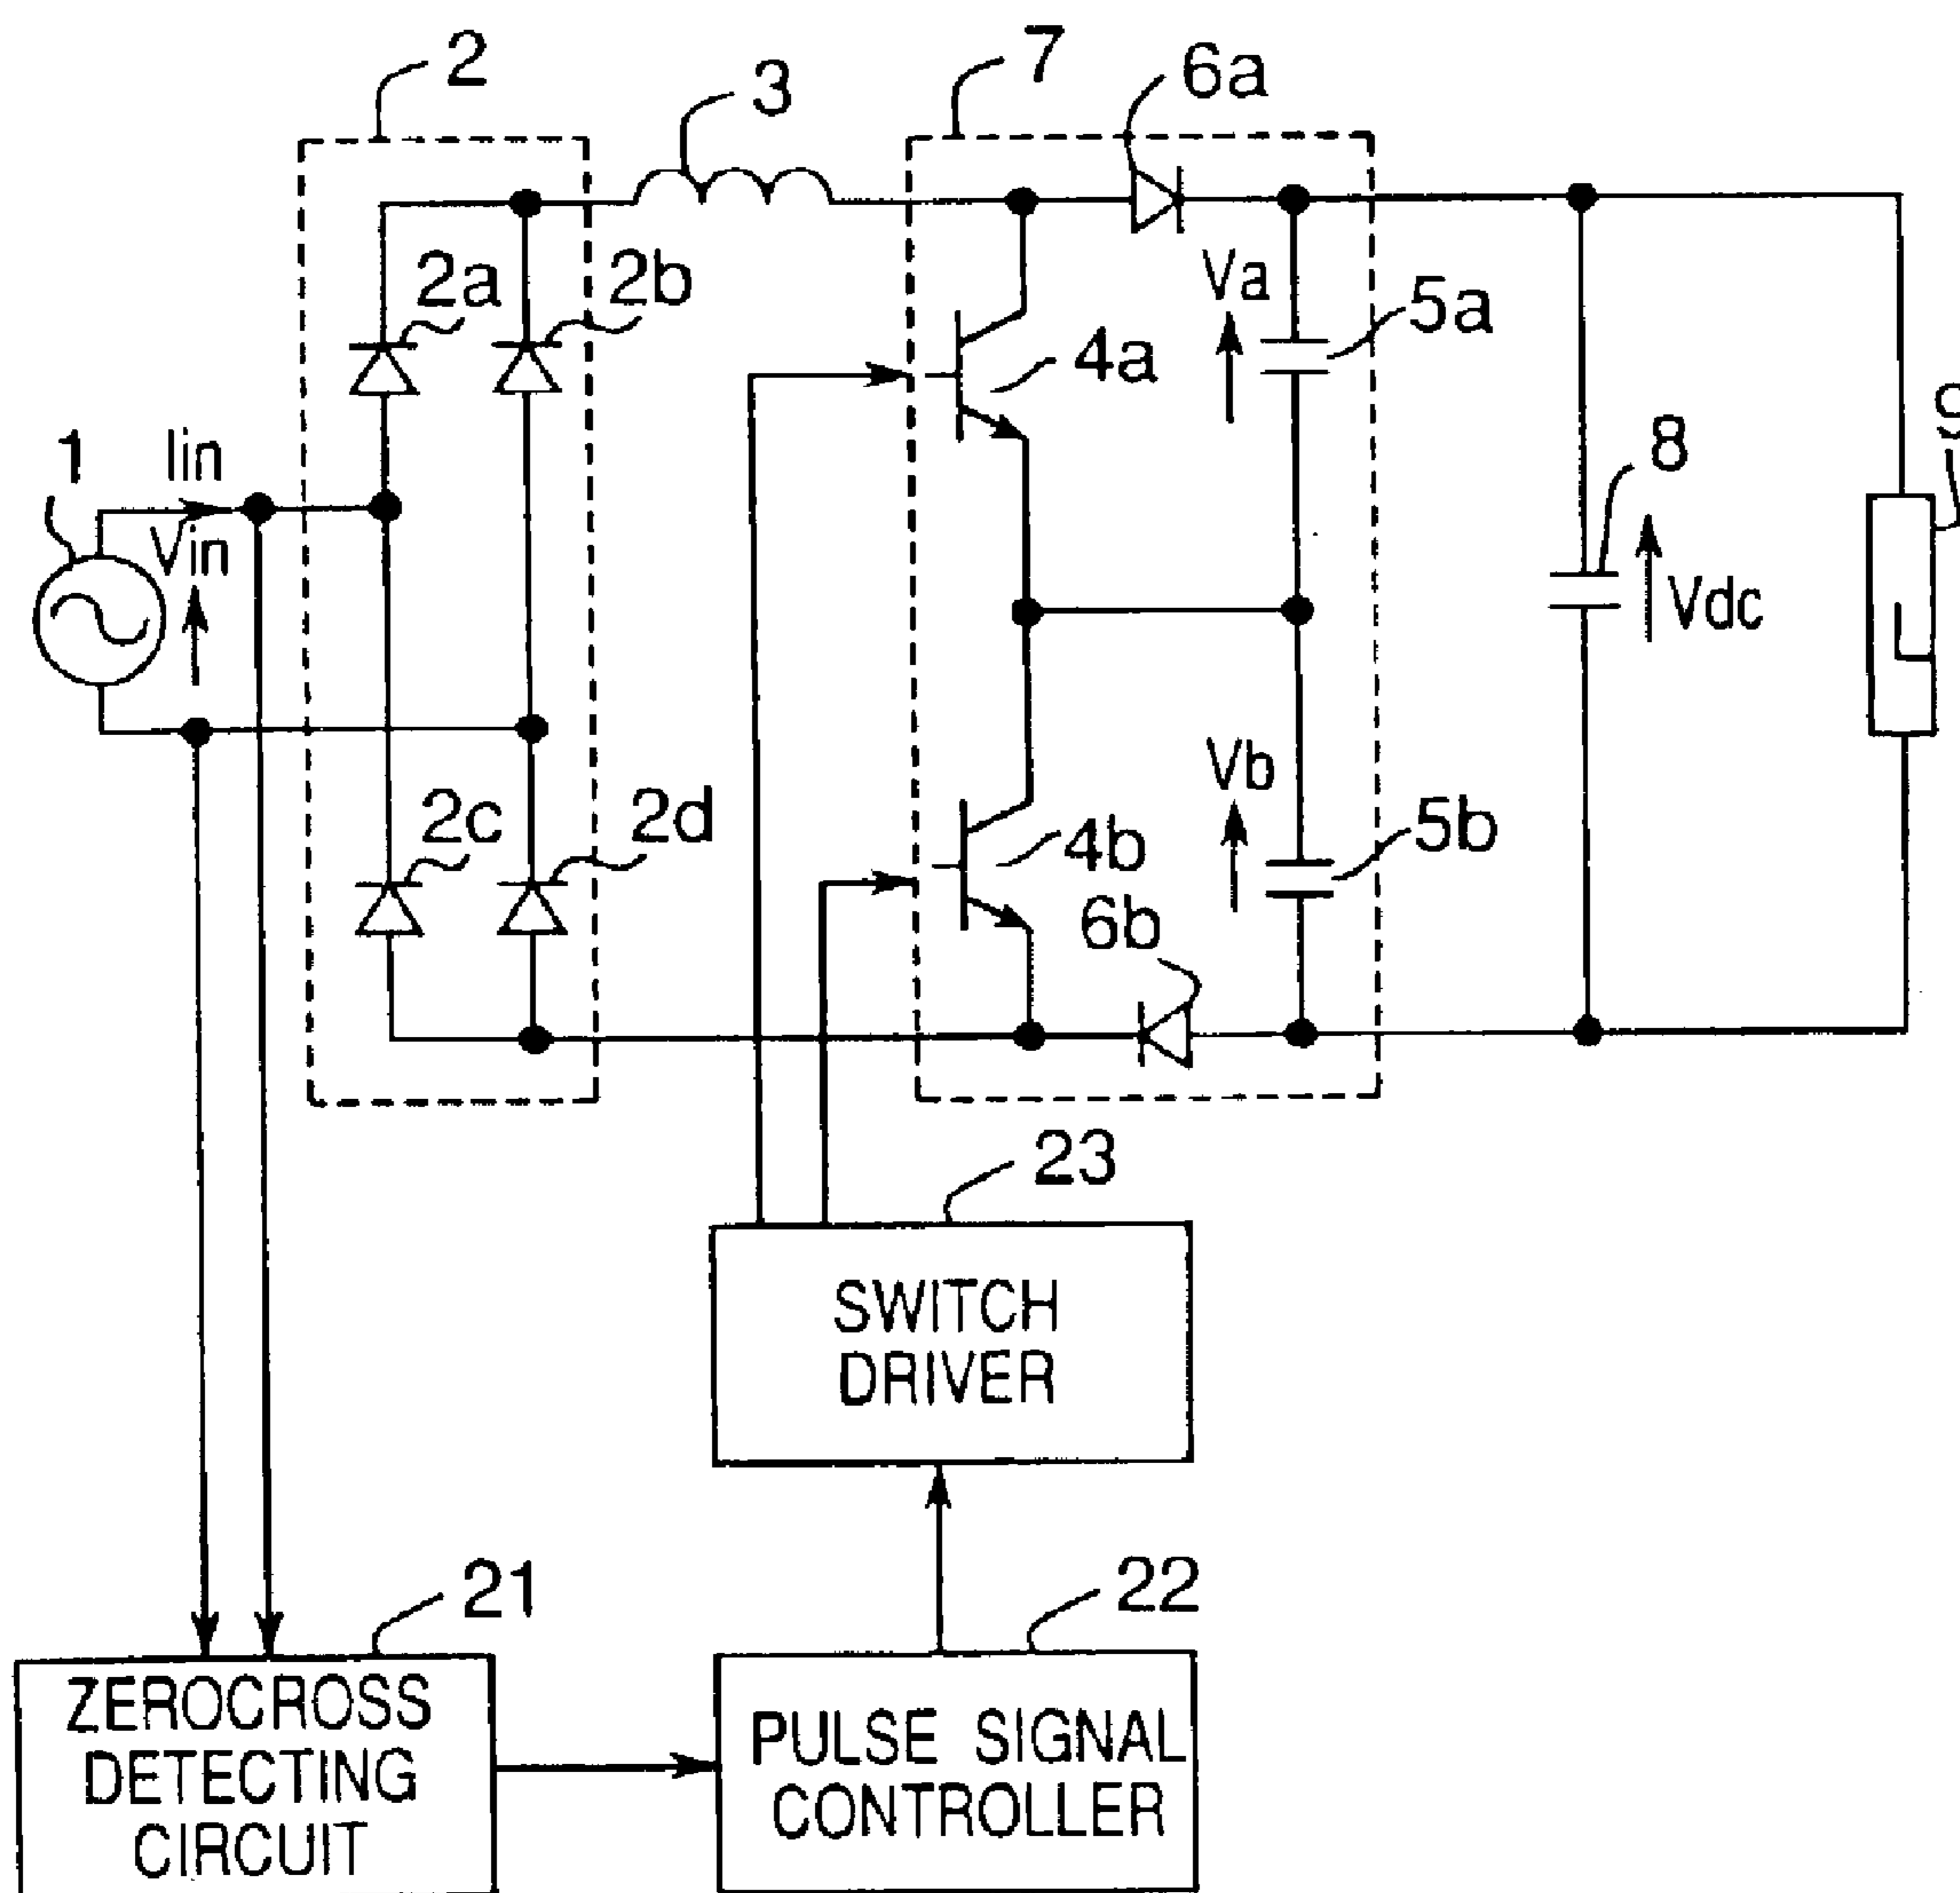 2
3
7
6a
2a
2b
Va
5a
4a
1
Iin
Vin
8
9
Vdc
2c
2d
Vb
4b
5b
6b
23
SWITCH
DRIVER
21
22
ZEROCROSS
DETECTING
CIRCUIT
PULSE SIGNAL
CONTROLLER